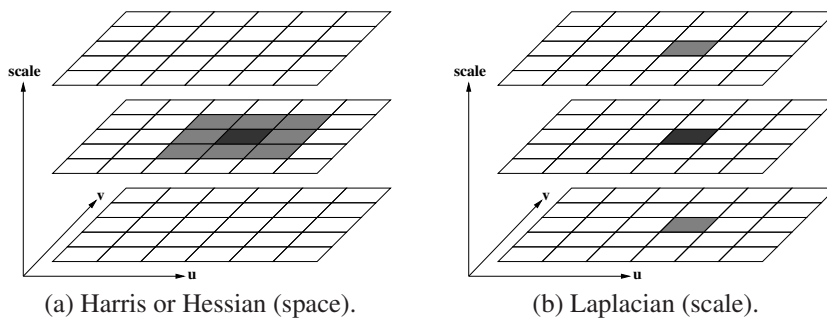 scale
v
u
(a) Harris or Hessian (space).
scale
v
u
(b) Laplacian (scale).